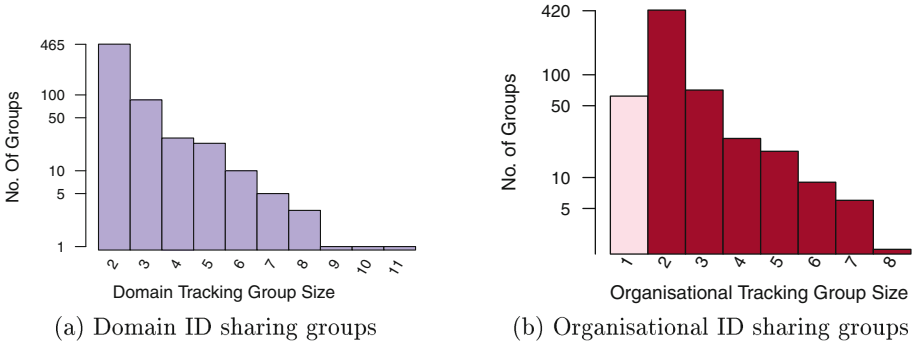 No. Of Groups
465
100
50
10
5
1
2 3 4 5 6 7 8 9 10 11
Domain Tracking Group Size
(a) Domain ID sharing groups
No. of Groups
420
100
50
10
5
1 2 3 4 5 6 7 8
Organisational Tracking Group Size
(b) Organisational ID sharing groups